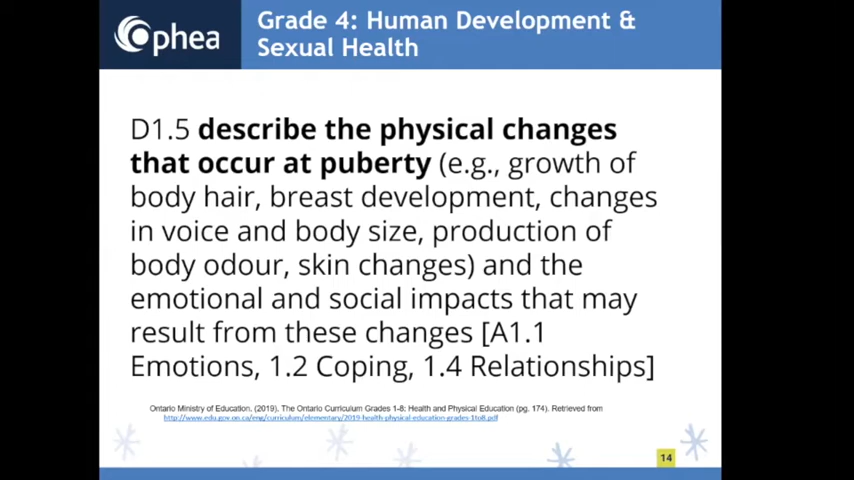 Ophea
Grade 4: Human Development &
Sexual Health
D1.5 describe the physical changes
that occur at puberty (e.g., growth of
body hair, breast development, changes
in voice and body size, production of
body odour, skin changes) and the
emotional and social impacts that may
result from these changes [A1.1
Emotions, 1.2 Coping, 1.4 Relationships]
Ontario Ministry of Education, (2019). The Ontario Curriculum Grades 1-8: Health and Physical Education (pg. 174). Retrieved from
http://www.edu.gov.on.ca/eng/curriculum/elementary/2019-health-physical-education-grades-1to8.pdf
14